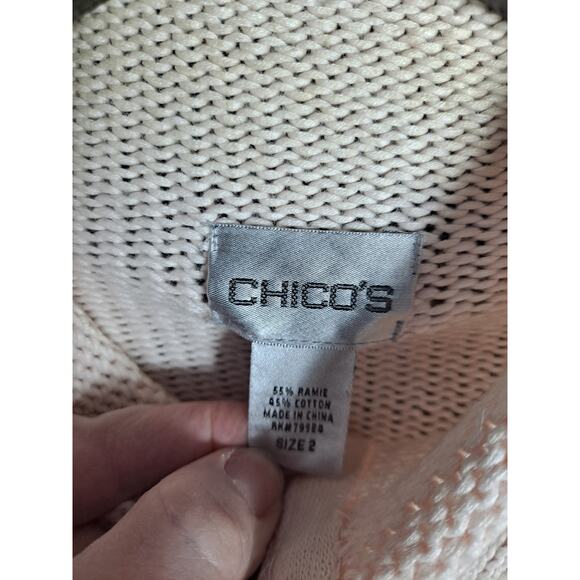 CHICO'S
55% RAMIE
45% COTTON
MADE IN CHINA
SIZE 2